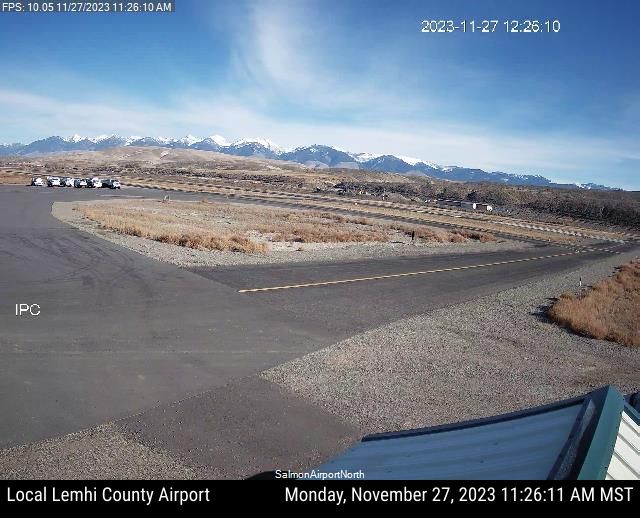 FPS: 10.05 11/27/2023 11:26:10 AM
2023-11-27 12:26:10
IPC
SalmonAirportNorth
Local Lemhi County Airport
Monday, November 27, 2023 11:26:11 AM MST